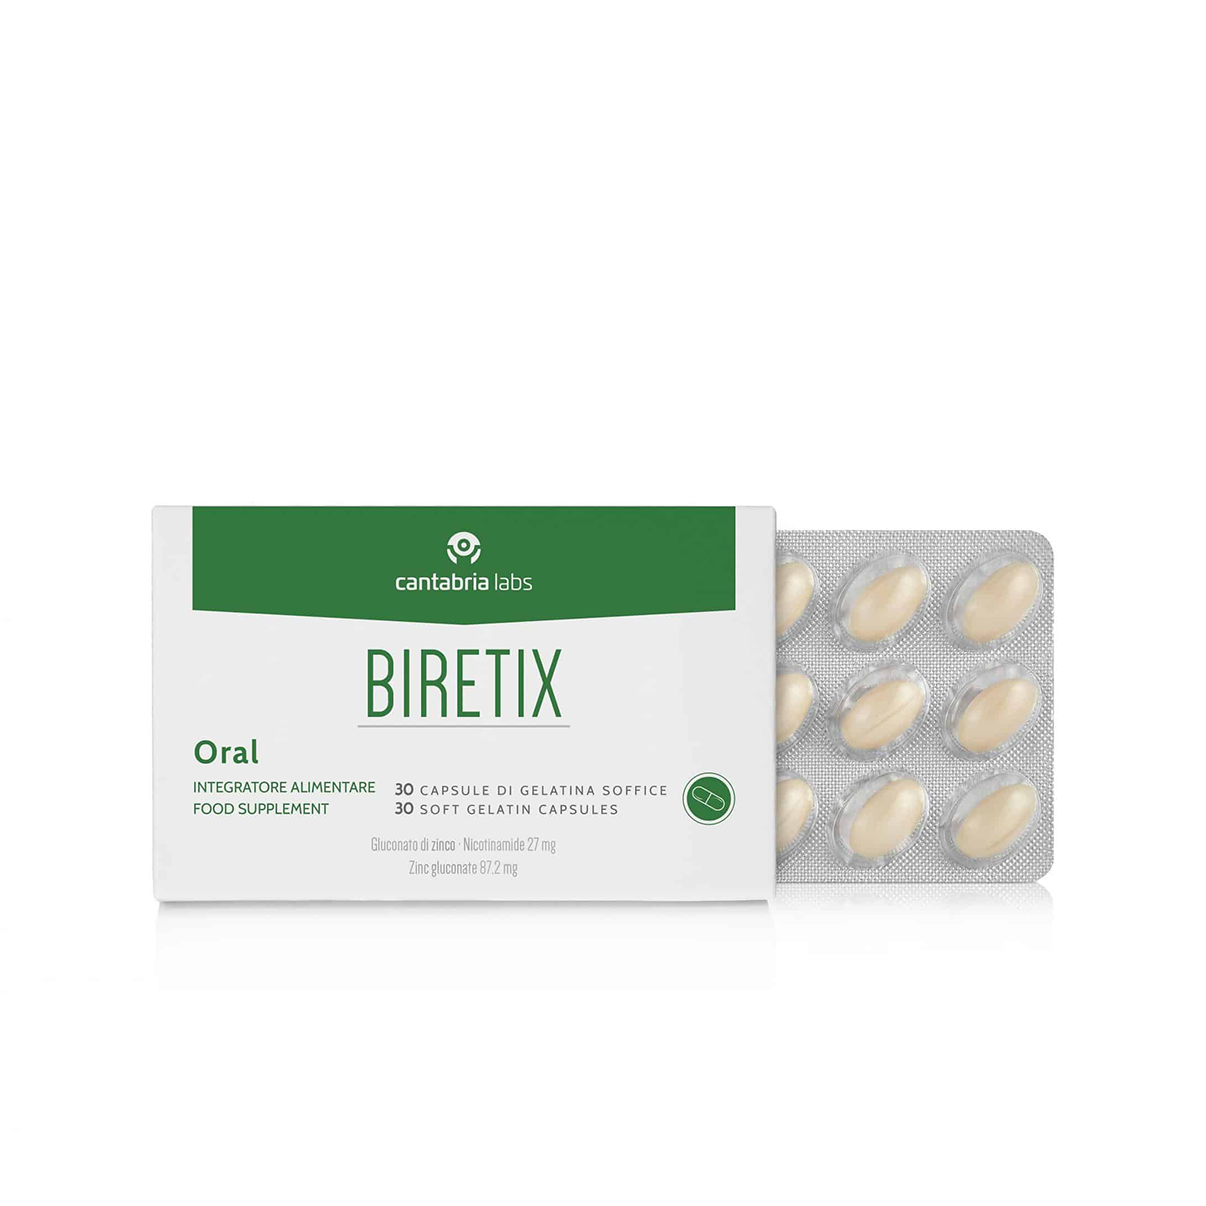 cantabria labs
BIRETIX
Oral
INTEGRATORE ALIMENTARE
FOOD SUPPLEMENT
30 CAPSULE DI GELATINA SOFFICE
30 SOFT GELATIN CAPSULES
Gluconato di zinco · Nicotinamide 27 mg
Zinc gluconate 87,2 mg